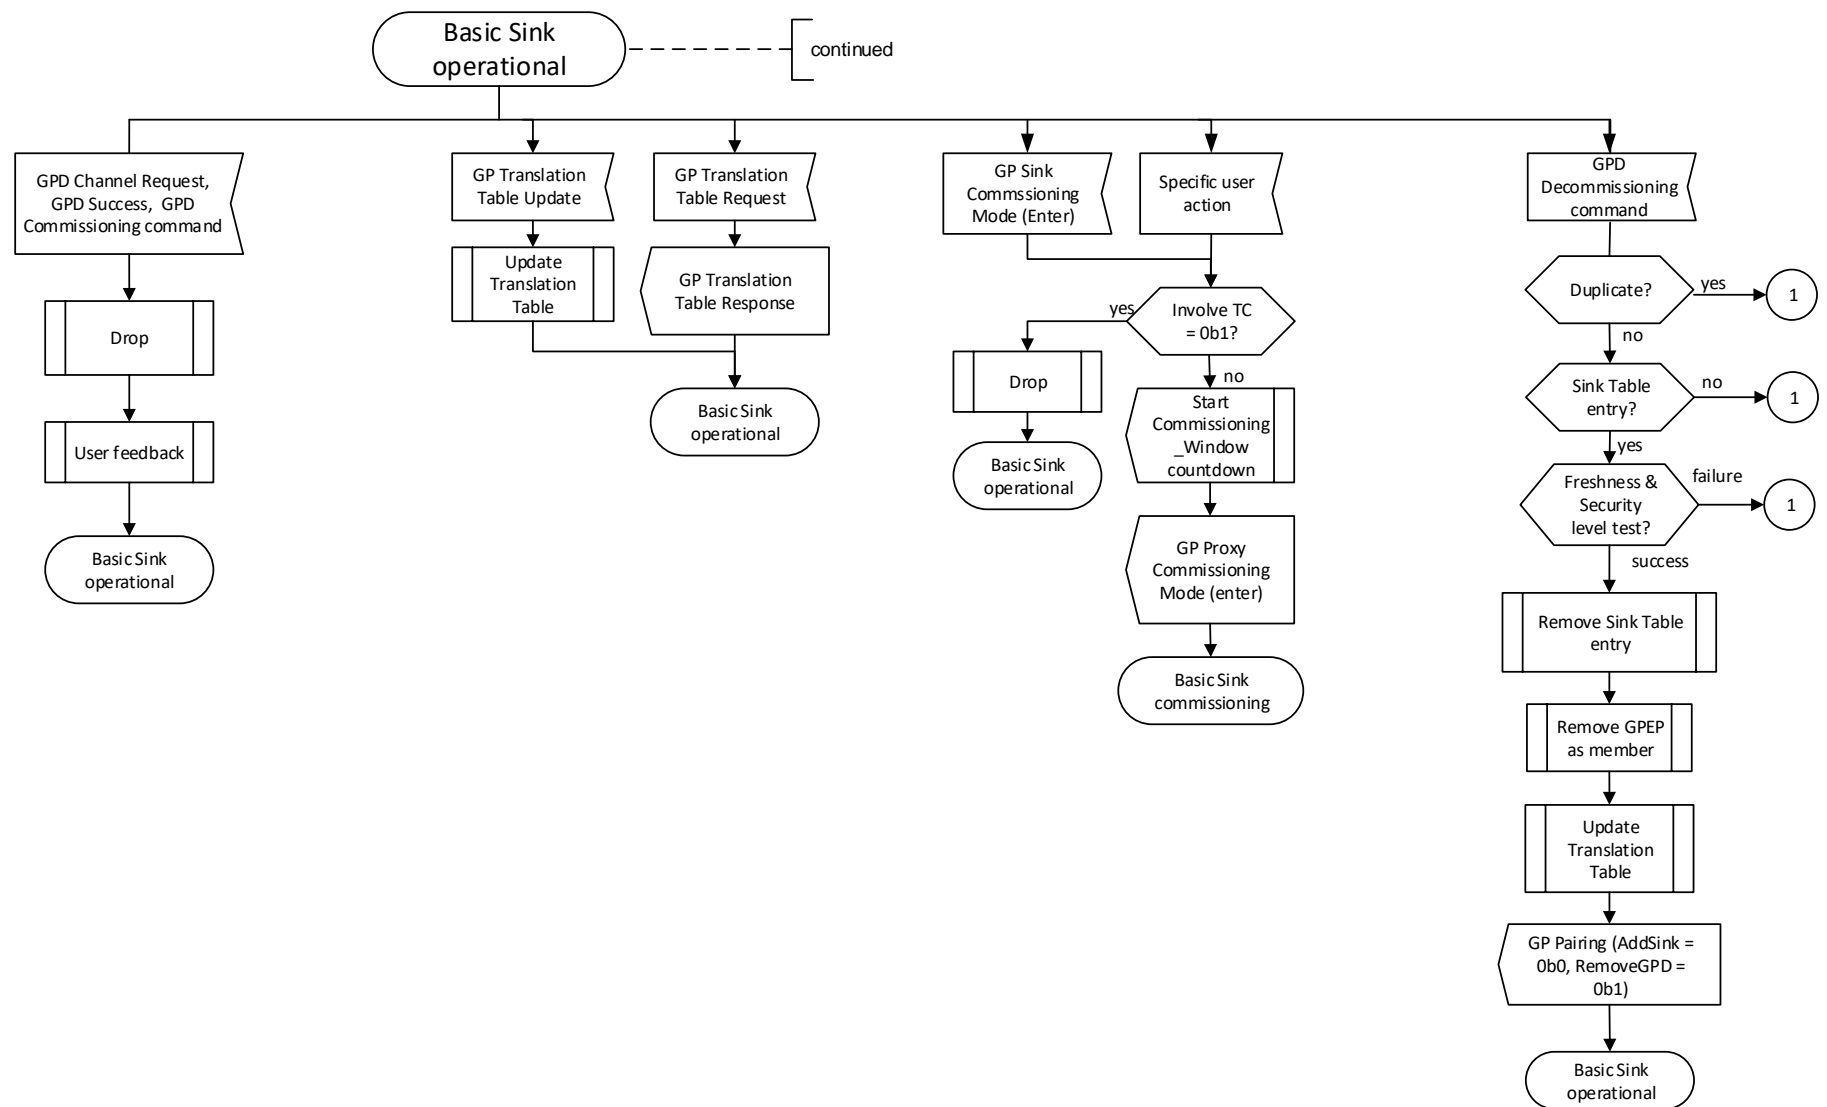 Basic Sink
operational
continued
GPD Channel Request,
GPD Success,  GPD
Commissioning command
Drop
User feedback
Basic Sink
operational
GP Translation
Table Update
Update
Translation
Table
GP Translation
Table Request
GP Translation
Table Response
Basic Sink
operational
GP Sink
Commssioning
Mode (Enter)
Specific user
action
Involve TC
= 0b1?
yes
Drop
Basic Sink
operational
no
Start
Commissioning
_Window
countdown
GP Proxy
Commissioning
Mode (enter)
Basic Sink
commissioning
GPD
Decommissioning
command
Duplicate?
yes
1
no
Sink Table
entry?
no
1
yes
Freshness &
Security
level test?
failure
1
success
Remove Sink Table
entry
Remove GPEP
as member
Update
Translation
Table
GP Pairing (AddSink =
0b0, RemoveGPD =
0b1)
Basic Sink
operational